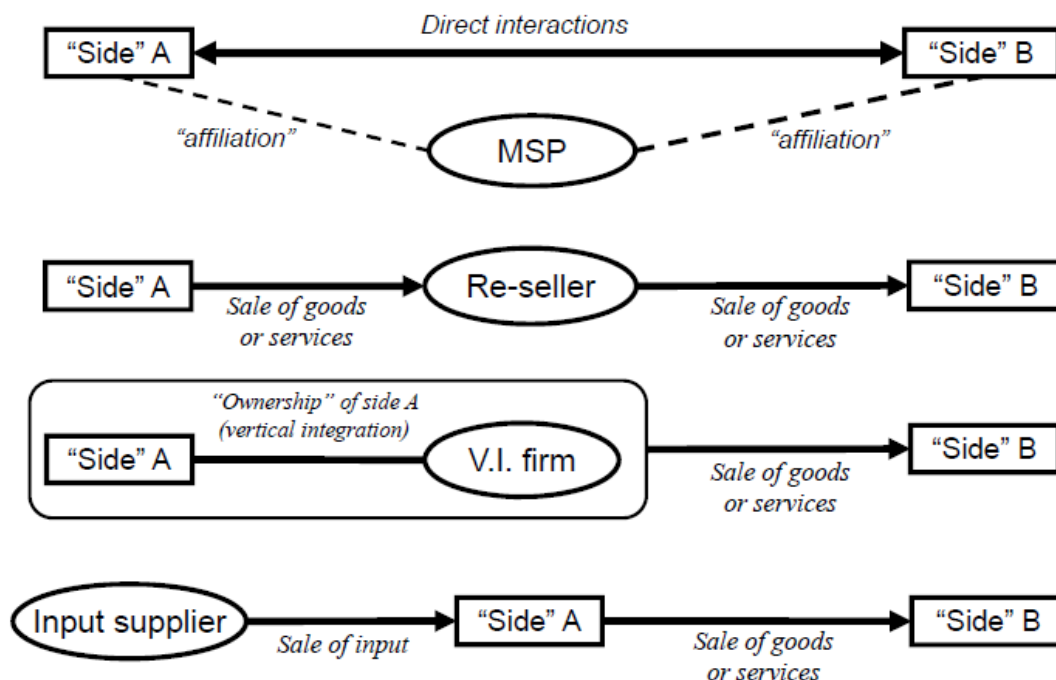 Direct interactions
“Side” A
“Side” B
“affiliation”
MSP
“affiliation”
“Side” A
Re-seller
“Side” B
Sale of goods
or services
Sale of goods
or services
“Ownership” of side A
(vertical integration)
“Side” A
V.I. firm
“Side” B
Sale of goods
or services
Input supplier
“Side” A
“Side” B
Sale of input
Sale of goods
or services